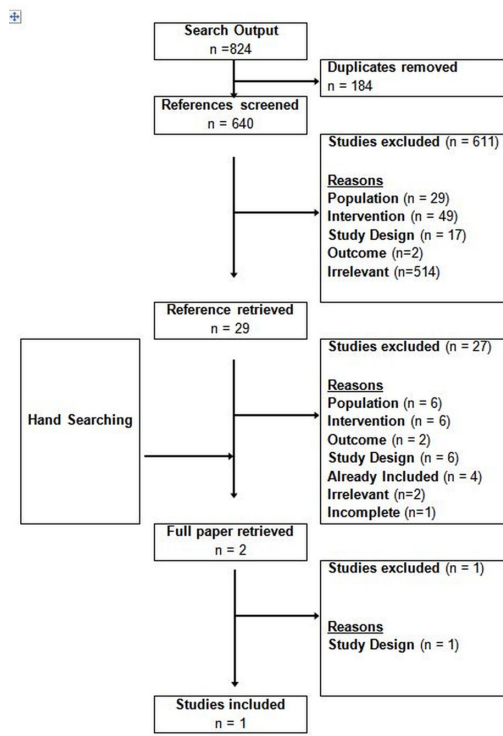 Search Output
n =824
Duplicates removed
n = 184
References screened
n = 640
Studies excluded (n = 611)
Reasons
Population (n = 29)
Intervention (n = 49)
Study Design (n = 17)
Outcome (n=2)
Irrelevant (n=514)
Reference retrieved
n = 29
Hand Searching
Studies excluded (n = 27)
Reasons
Population (n = 6)
Intervention (n = 6)
Outcome (n = 2)
Study Design (n = 6)
Already Included (n = 4)
Irrelevant (n=2)
Incomplete (n=1)
Full paper retrieved
n = 2
Studies excluded (n = 1)
Reasons
Study Design (n = 1)
Studies included
n = 1